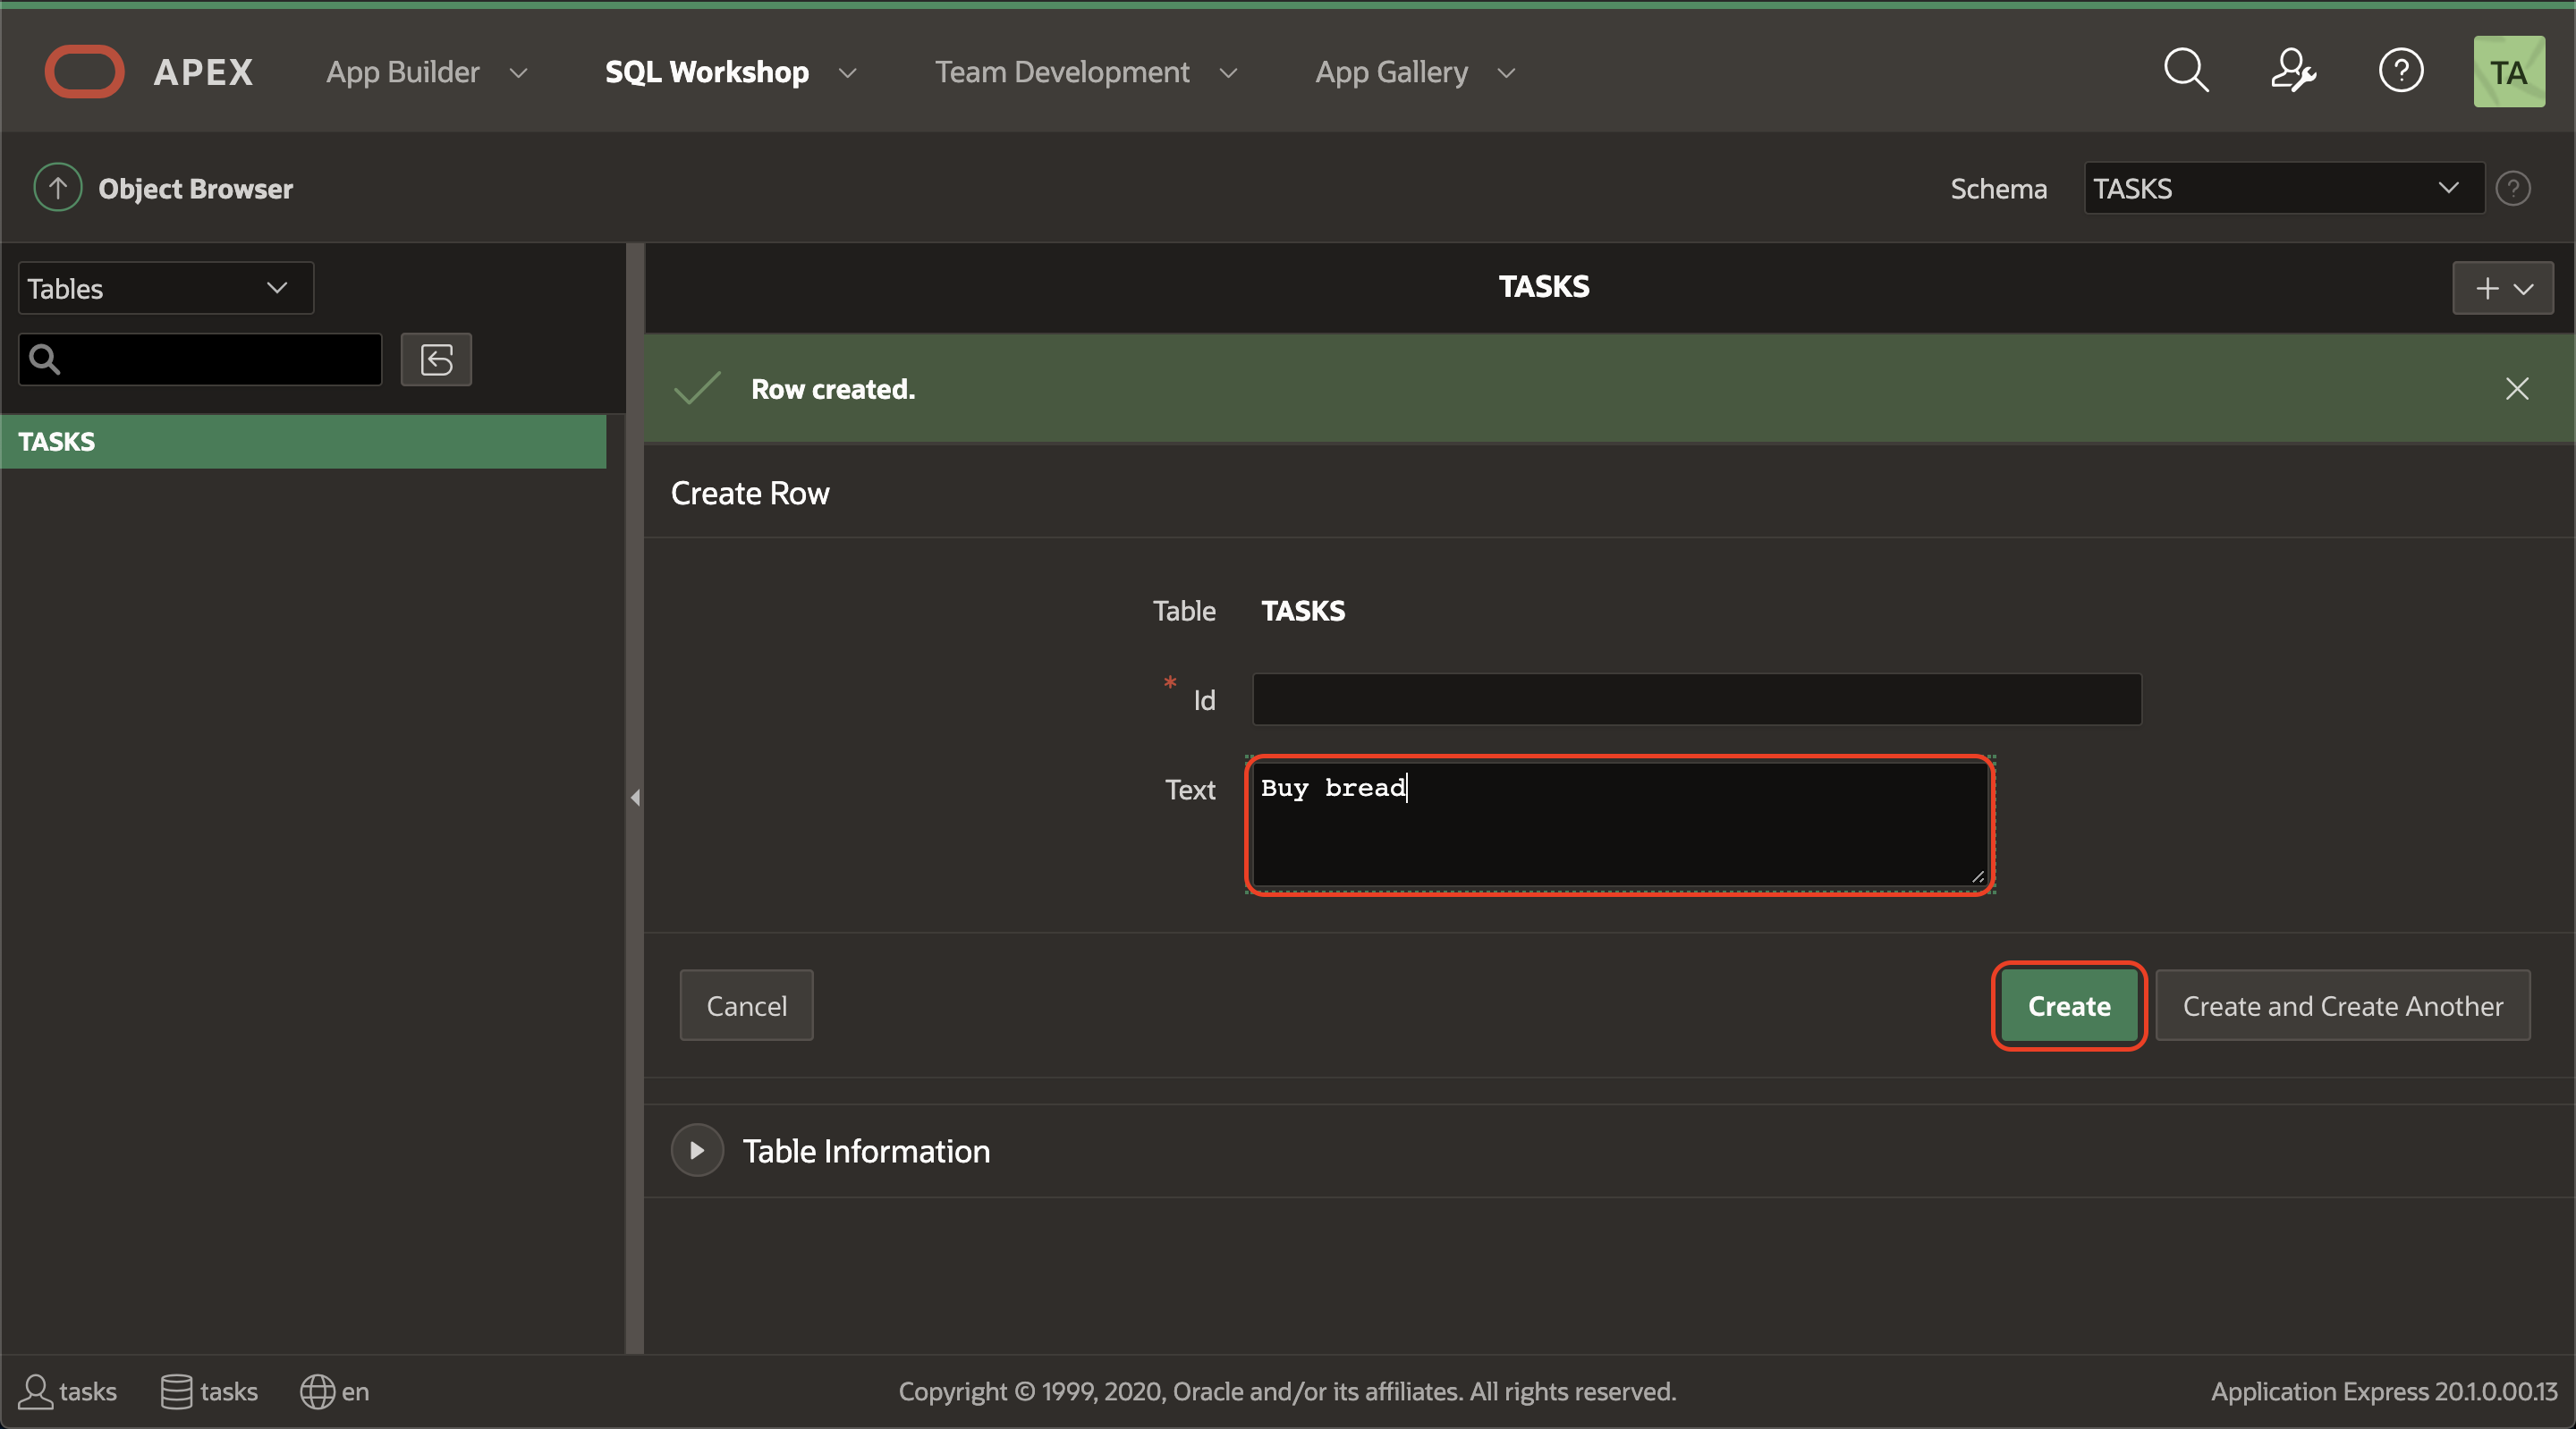 APEX App Builder SQL Workshop Team Development App Gallery TA
Object Browser Schema TASKS
Tables
TASKS
TASKS
Row created.
Create Row
Table TASKS
* Id
Text Buy bread
Cancel Create Create and Create Another
Table Information
tasks tasks en Copyright © 1999, 2020, Oracle and/or its affiliates. All rights reserved. Application Express 20.1.0.00.13